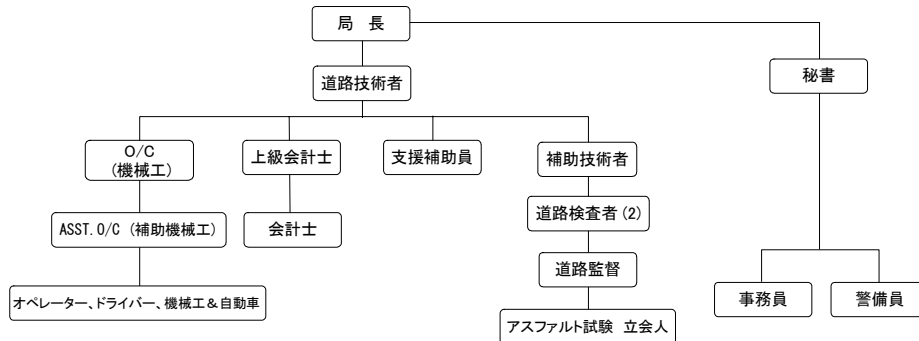 局 長
道路技術者
秘書
O/C
(機械工)
上級会計士
支援補助員
補助技術者
ASST. O/C (補助機械工)
会計士
道路検査者 (2)
道路監督
オペレーター、ドライバー、機械工＆自動車
事務員
警備員
アスファルト試験 立会人